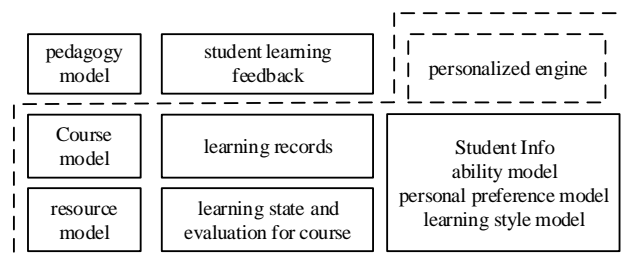 pedagogy
model
student learning
feedback
personalized engine
Course
model
learning records
Student Info
ability model
personal preference model
learning style model
resource
model
learning state and
evaluation for course